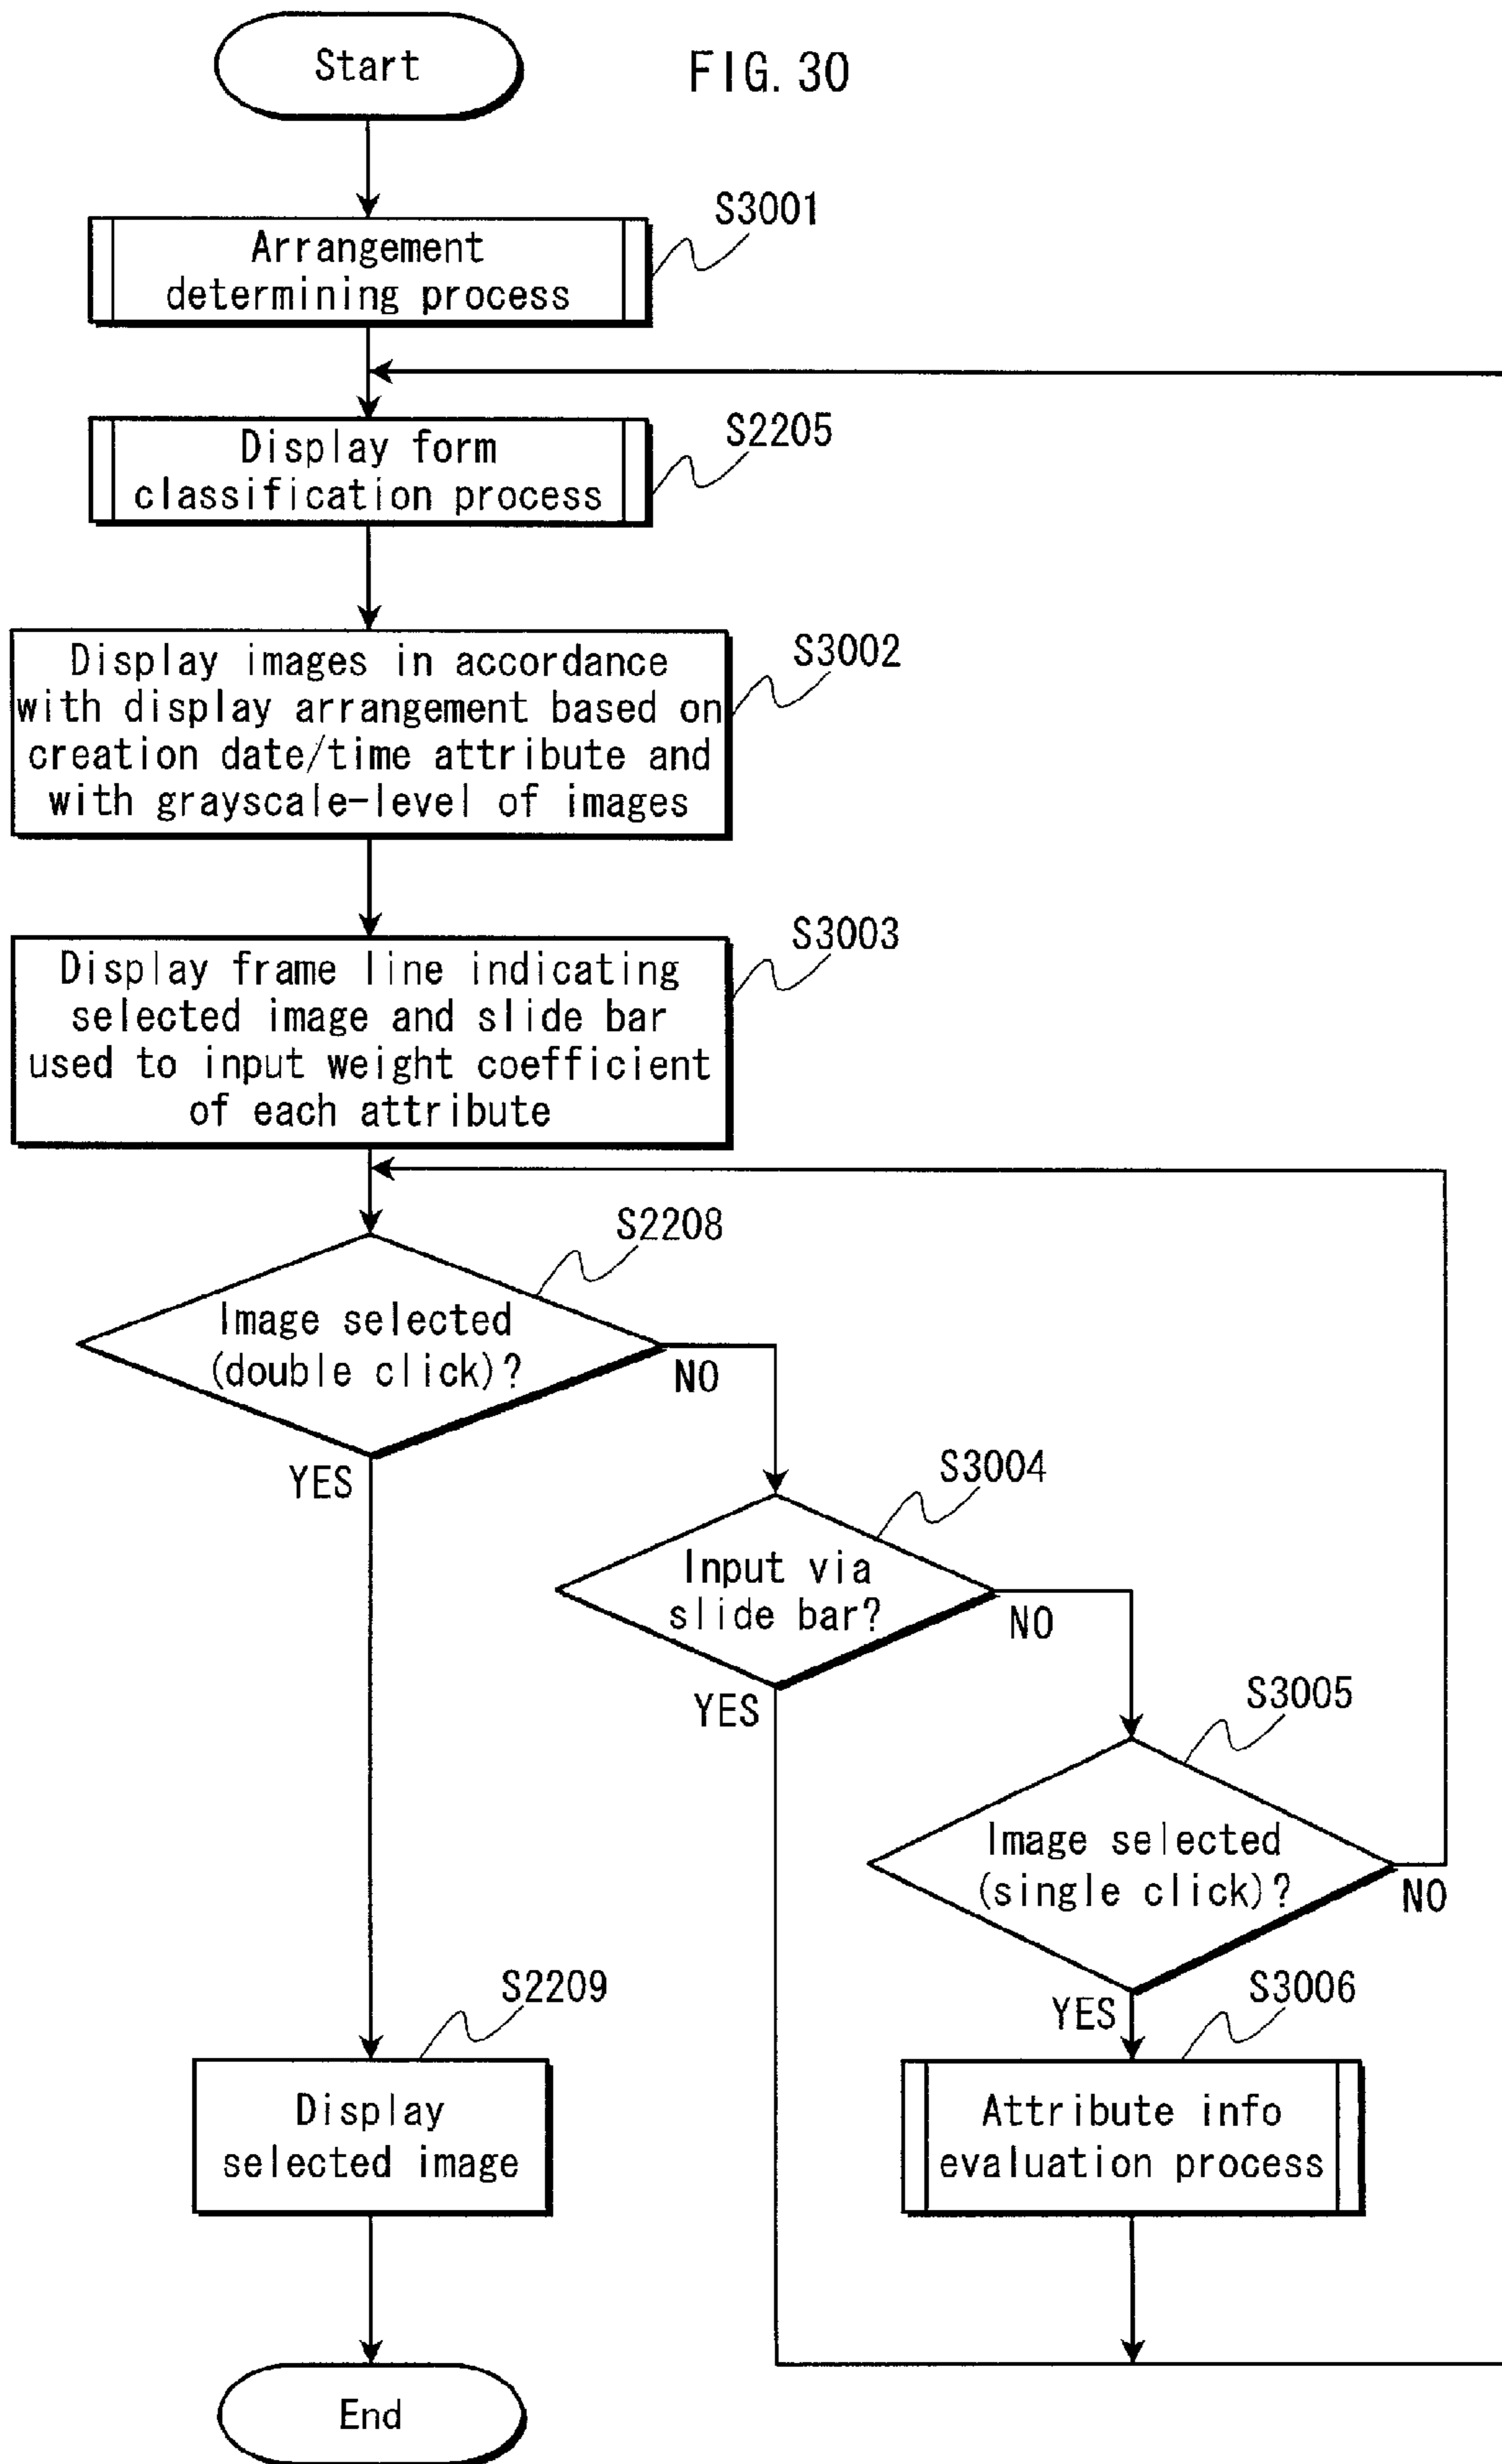 Start
FIG. 30
S3001
Arrangement
determining process
S2205
Display form
classification process
S3002
Display images in accordance
with display arrangement based on
creation date/time attribute and
with grayscale-level of images
S3003
Display frame line indicating
selected image and slide bar
used to input weight coefficient
of each attribute
S2208
Image selected
(double click)?
NO
YES
S3004
Input via
slide bar?
NO
YES
S3005
Image selected
(single click)?
NO
YES
S3006
Attribute info
evaluation process
S2209
Display
selected image
End